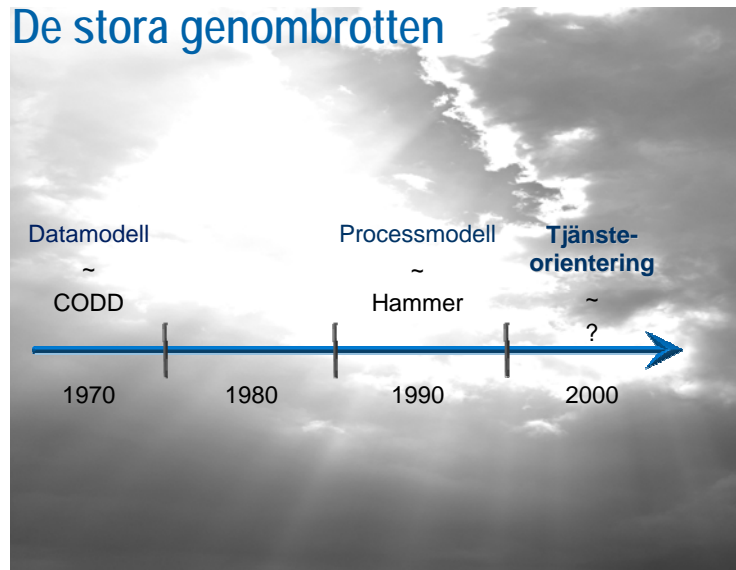 De stora genombrotten
Datamodell
~
CODD
Processmodell
~
Hammer
Tjänste-
orientering
~
?
1970
1980
1990
2000